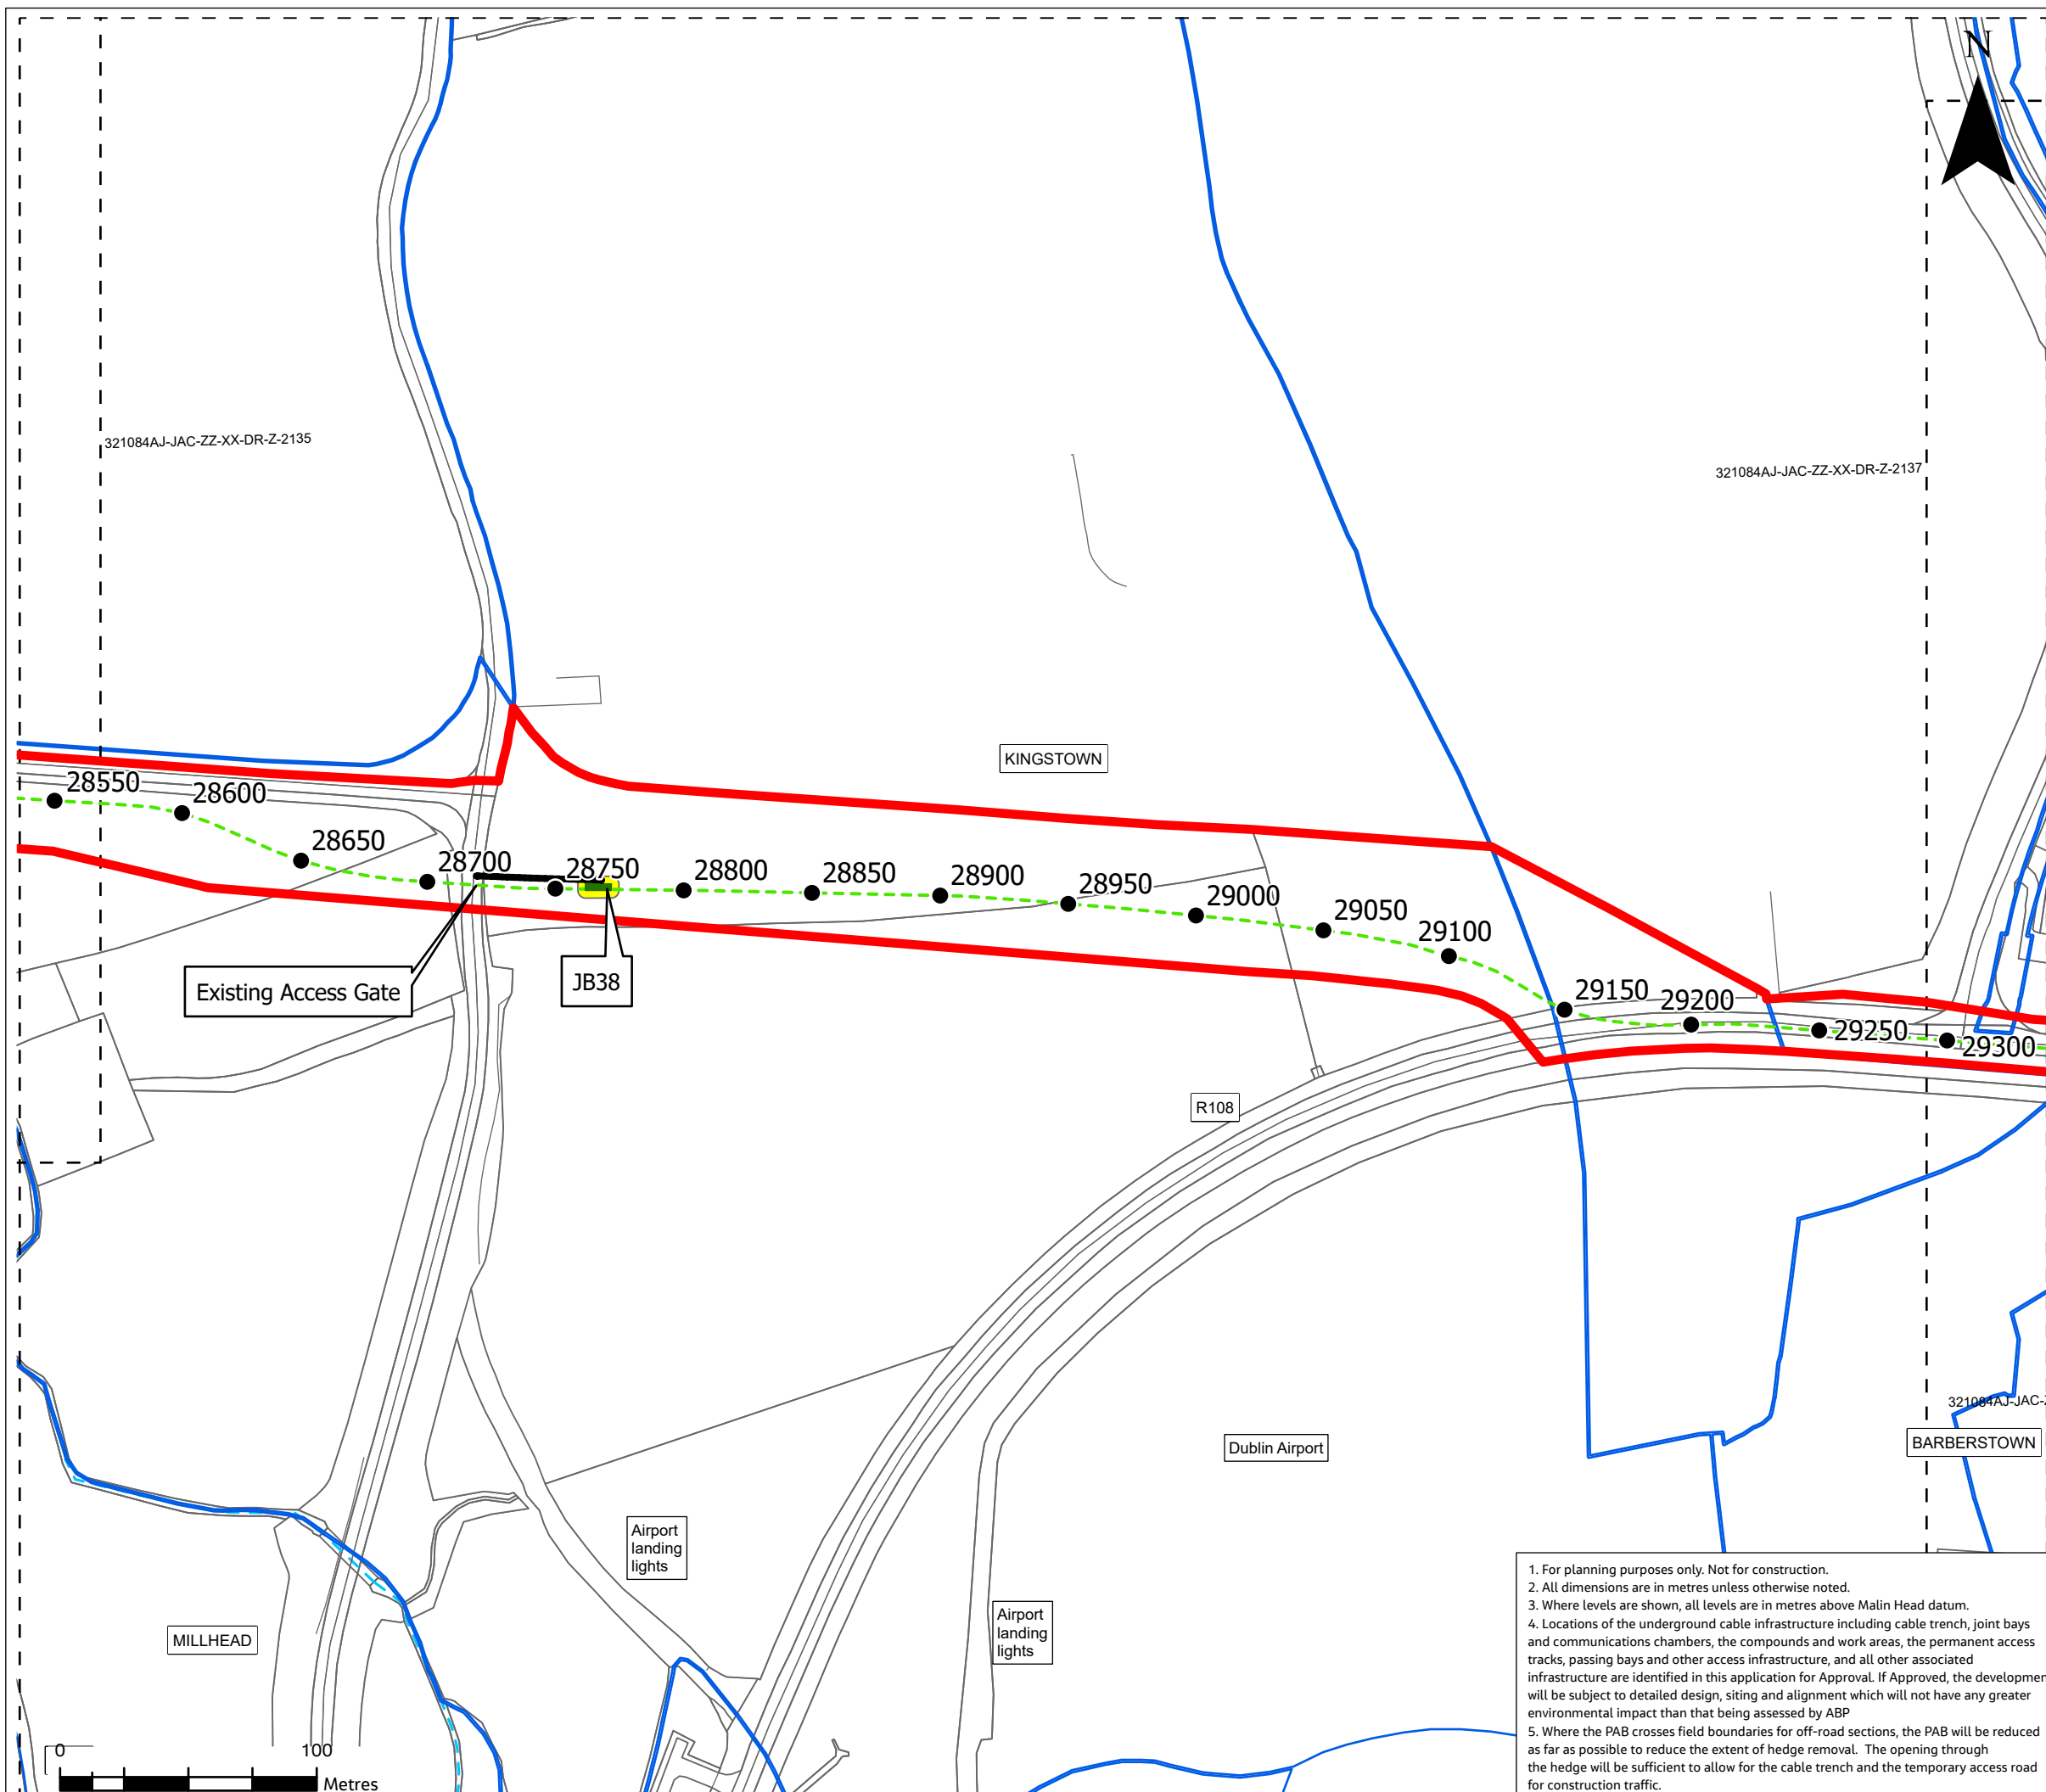 N
321084AJ-JAC-ZZ-XX-DR-Z-2135
321084AJ-JAC-ZZ-XX-DR-Z-2137
KINGSTOWN
28550
28600
28650
28700
28750
28800
28850
28900
28950
29000
29050
29100
29150
29200
29250
29300
Existing Access Gate
JB38
R108
Dublin Airport
321084AJ-JAC-Z
BARBERSTOWN
Airport
landing
lights
Airport
landing
lights
MILLHEAD
0 100
Metres
1. For planning purposes only. Not for construction.
2. All dimensions are in metres unless otherwise noted.
3. Where levels are shown, all levels are in metres above Malin Head datum.
4. Locations of the underground cable infrastructure including cable trench, joint bays
and communications chambers, the compounds and work areas, the permanent access
tracks, passing bays and other access infrastructure, and all other associated
infrastructure are identified in this application for Approval. If Approved, the developmen
will be subject to detailed design, siting and alignment which will not have any greater
environmental impact than that being assessed by ABP
5. Where the PAB crosses field boundaries for off-road sections, the PAB will be reduced
as far as possible to reduce the extent of hedge removal. The opening through
the hedge will be sufficient to allow for the cable trench and the temporary access road
for construction traffic.